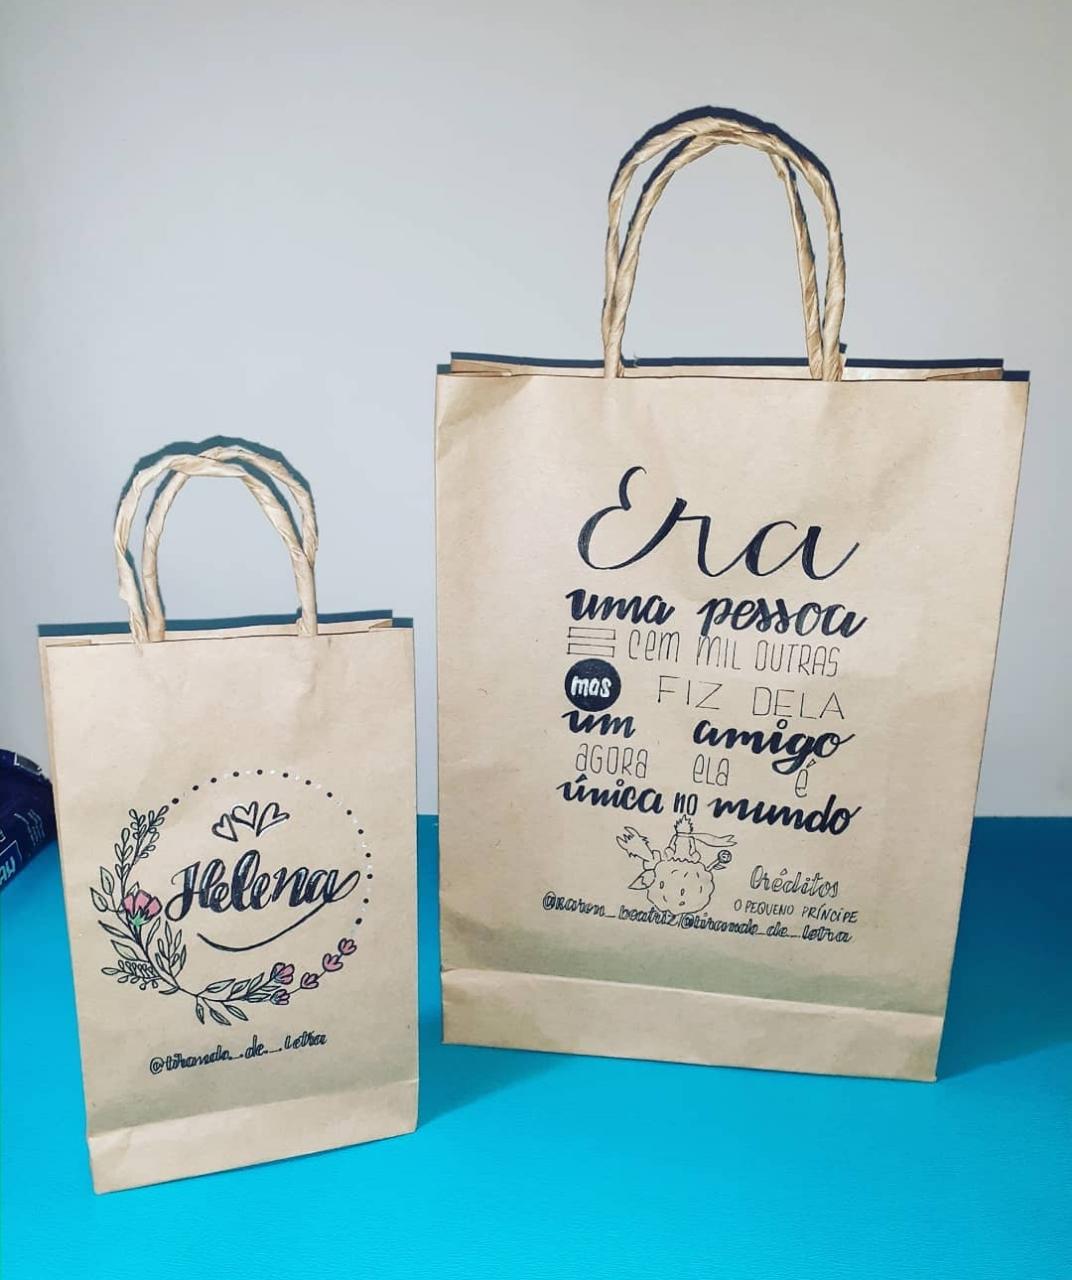 Helena
@tirando_de_letra
Era
uma pessoa
cem MIL OUTRAS
mas FIZ DELA
um amigo
AGORA ela é
única no mundo
Créditos
O PEQUENO PRÍNCIPE
@karen_beatriz/@tirando_de_letra